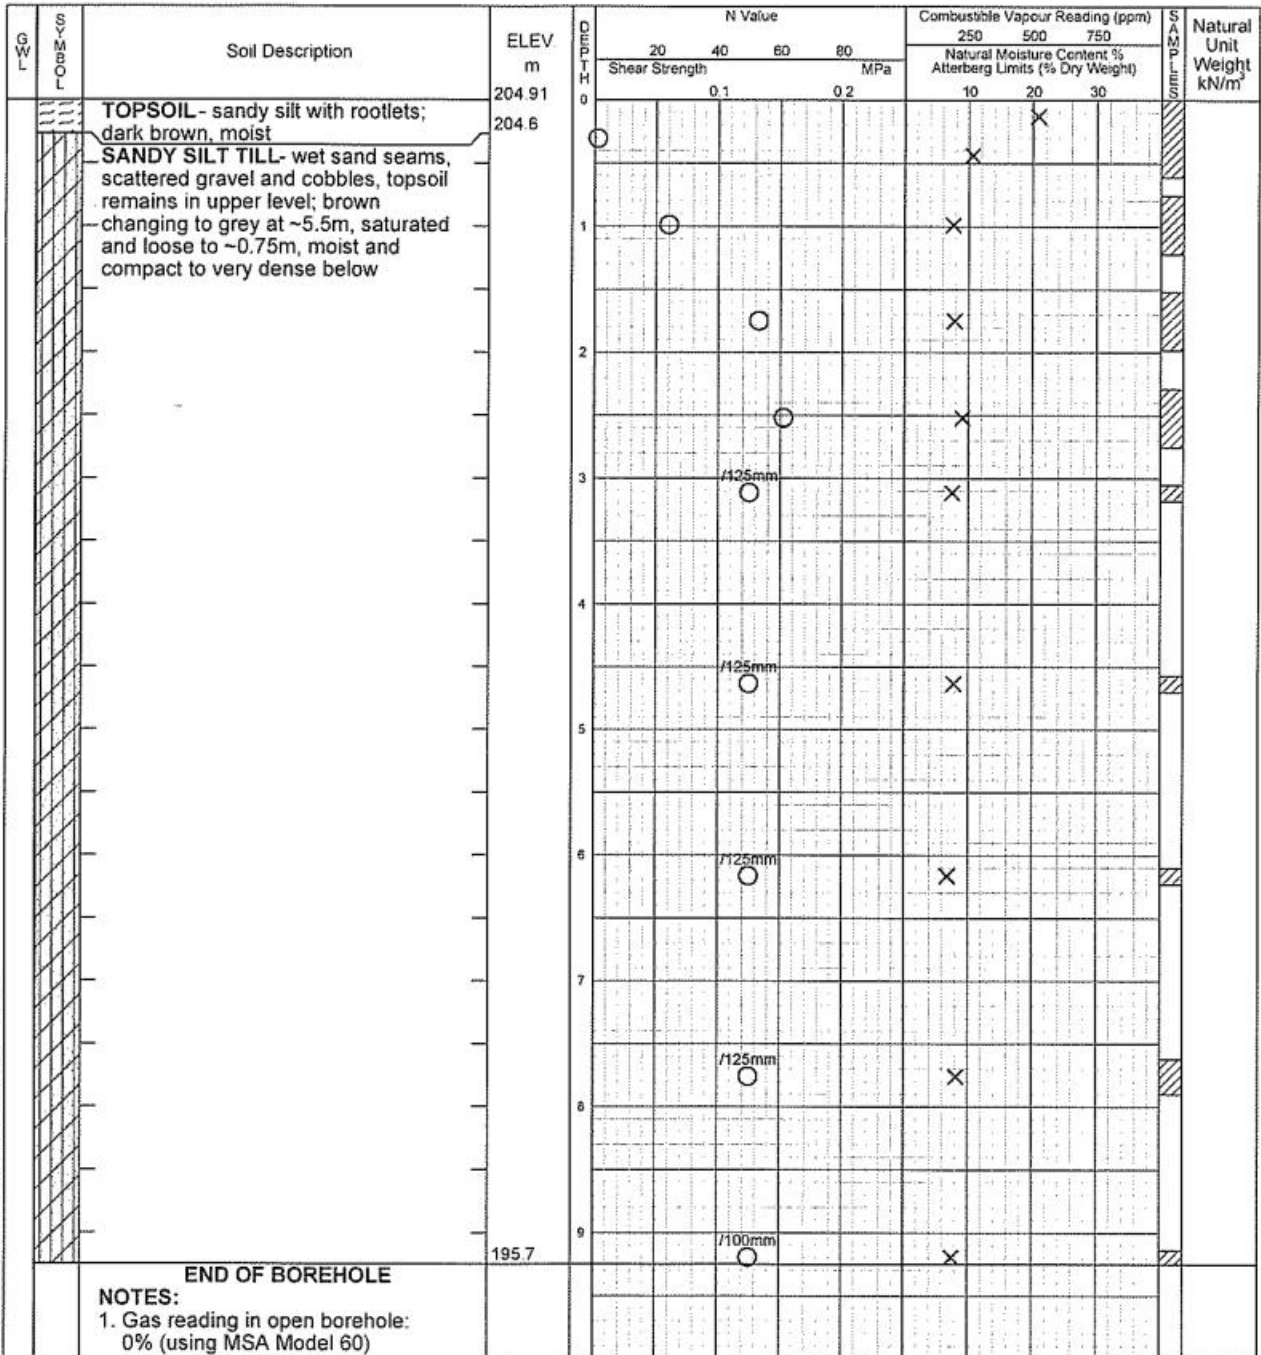 GWL
SYMBOL
Soil Description
ELEV.
m
DEPTH
N Value
20 40 60 80
Shear Strength MPa
0.1 0.2
Combustible Vapour Reading (ppm)
250 500 750
Natural Moisture Content %
Atterberg Limits (% Dry Weight)
10 20 30
SAMPLES
Natural
Unit
Weight
kN/m³
204.91
0
TOPSOIL- sandy silt with rootlets;
dark brown, moist
204.6
SANDY SILT TILL- wet sand seams,
scattered gravel and cobbles, topsoil
remains in upper level; brown
changing to grey at ~5.5m, saturated
and loose to ~0.75m, moist and
compact to very dense below
1
2
/125mm
3
4
/125mm
5
/125mm
6
7
/125mm
8
/100mm
9
195.7
END OF BOREHOLE
NOTES:
1. Gas reading in open borehole:
0% (using MSA Model 60)